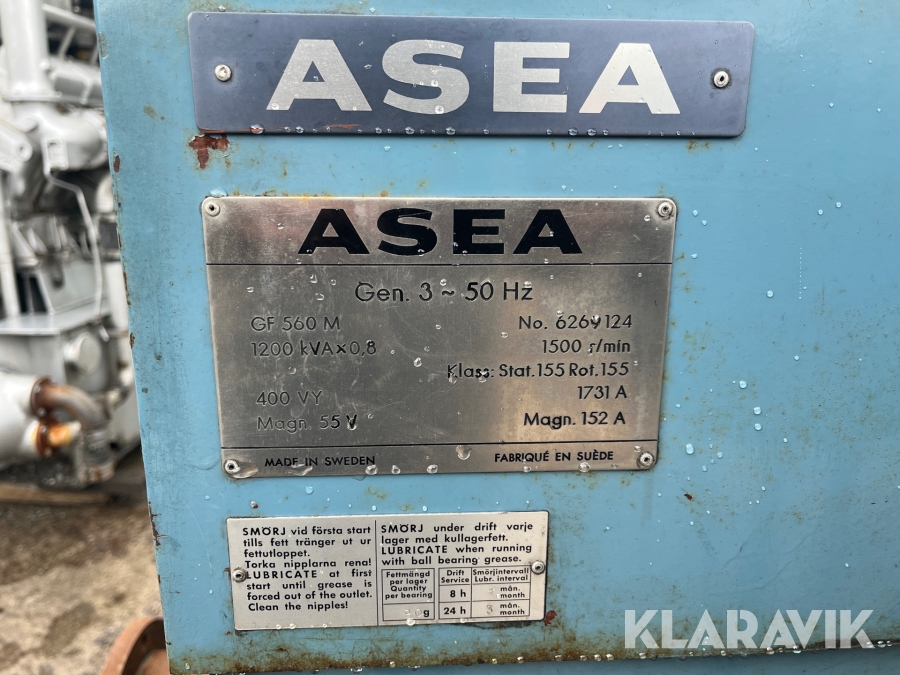 ASEA
ASEA
Gen. 3 ~ 50 Hz
GF 560 M No. 6269124
1200 kVA×0,8 1500 r/min
Klass: Stat. 155 Rot. 155
400 VY 1731 A
Magn. 55 V Magn. 152 A
MADE IN SWEDEN FABRIQUÉ EN SUÈDE
SMÖRJ vid första start
tills fett tränger ut ur
fettutloppet.
Torka nipplarna rena!
LUBRICATE at first
start until grease is
forced out of the outlet.
Clean the nipples!
SMÖRJ under drift varje
lager med kullagerfett.
LUBRICATE when running
with ball bearing grease.
Fettmängd
per lager
Quantity
per bearing
g
Drift
Service
8 h
24 h
Smörjintervall
Lubr. interval
mån.
month
3 mån.
month
KLARAVIK